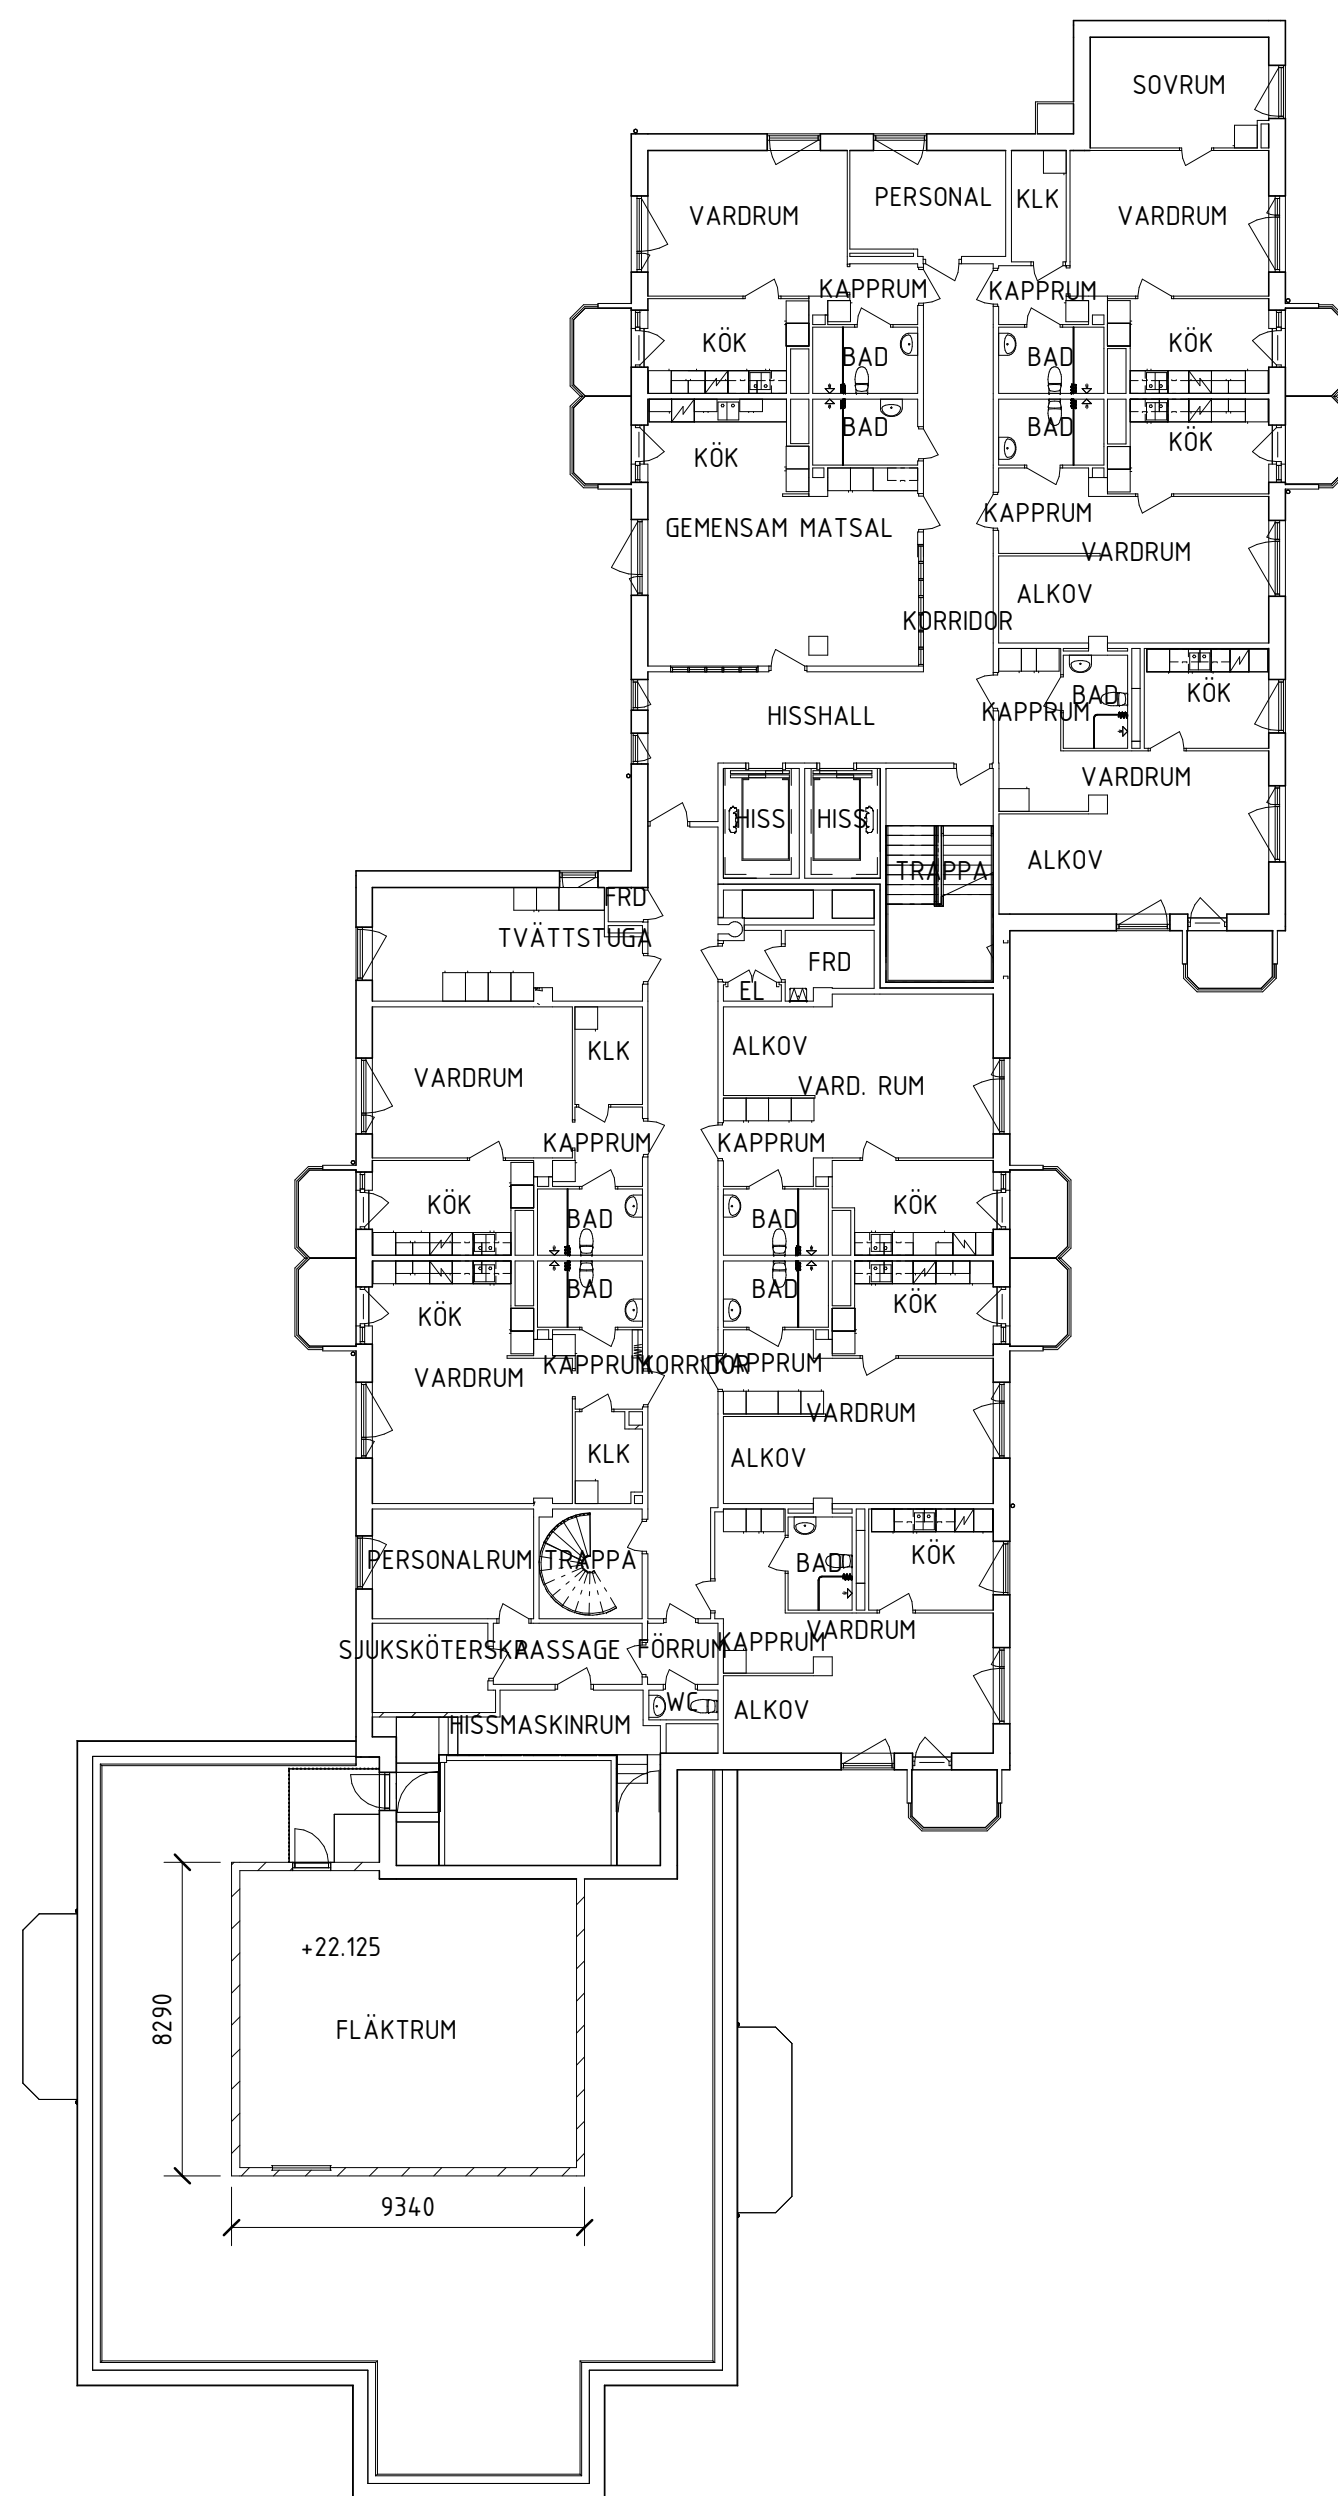 SOVRUM
PERSONAL
KLK
VARDRUM
VARDRUM
KAPPRUM
KAPPRUM
KÖK
BAD
BAD
KÖK
BAD
BAD
KÖK
KÖK
KAPPRUM
GEMENSAM MATSAL
VARDRUM
ALKOV
KORRIDOR
BAD
KÖK
KAPPRUM
HISSHALL
VARDRUM
HISS
HISS
ALKOV
TRAPPA
FRD
TVÄTTSTUGA
FRD
EL
ALKOV
KLK
VARDRUM
VARD. RUM
KAPPRUM
KAPPRUM
KÖK
KÖK
BAD
BAD
BAD
BAD
KÖK
KÖK
KAPPRUM
KORRIDOR
KAPPRUM
VARDRUM
VARDRUM
KLK
ALKOV
PERSONALRUM
TRAPPA
BAD
KÖK
VARDRUM
SJUKSKÖTERSKA
PASSAGE
FÖRRUM
KAPPRUM
WC
ALKOV
HISSMASKINRUM
+22.125
8290
FLÄKTRUM
9340